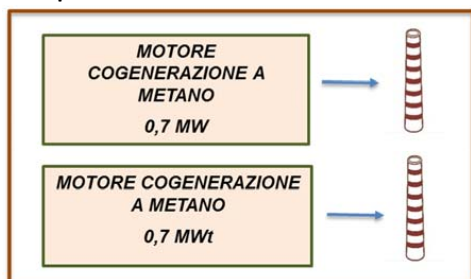 MOTORE
COGENERAZIONE A
METANO
0,7 MW
MOTORE COGENERAZIONE
A METANO
0,7 MWt